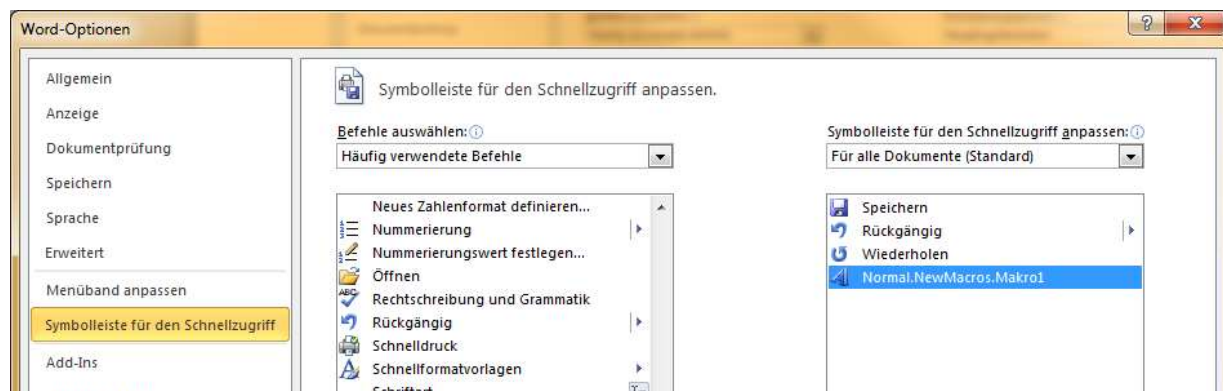 Word-Optionen
Allgemein
Anzeige
Dokumentprüfung
Speichern
Sprache
Erweitert
Menüband anpassen
Symbolleiste für den Schnellzugriff
Add-Ins
Symbolleiste für den Schnellzugriff anpassen.
Befehle auswählen:
Häufig verwendete Befehle
Neues Zahlenformat definieren...
Nummerierung
Nummerierungswert festlegen...
Öffnen
Rechtschreibung und Grammatik
Rückgängig
Schnelldruck
Schnellformatvorlagen
Schriftart
Symbolleiste für den Schnellzugriff anpassen:
Für alle Dokumente (Standard)
Speichern
Rückgängig
Wiederholen
Normal.NewMacros.Makro1